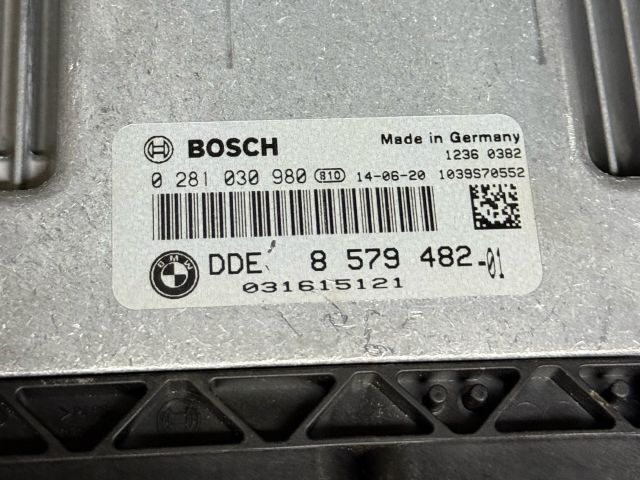 BOSCH
Made in Germany
1236 0382
0 281 030 980 810 14-06-20 1039S70552
BMW
DDE 8 579 482-01
031615121